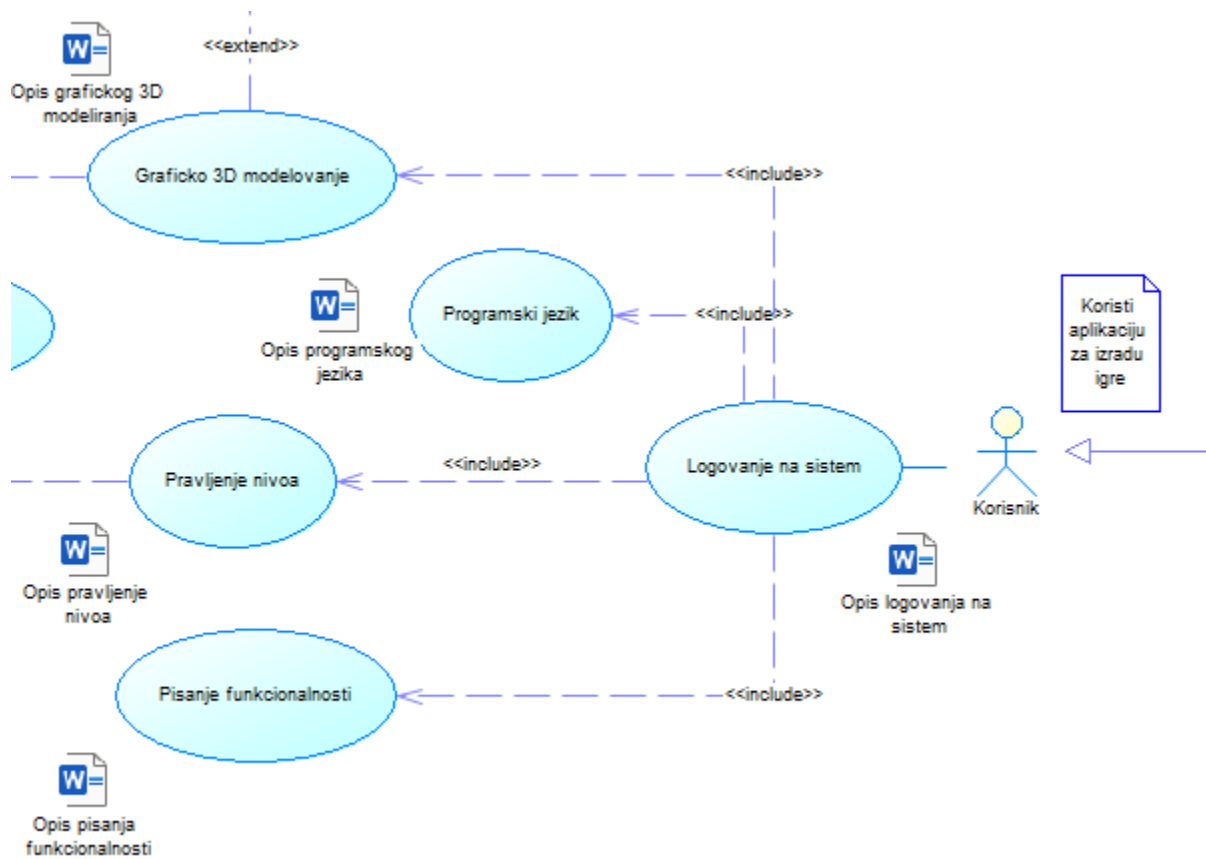 <<extend>>
Opis grafickog 3D
modeliranja
Graficko 3D modelovanje
<<include>>
Programski jezik
<<include>>
Opis programskog
jezika
Koristi
aplikaciju
za izradu
igre
Pravljenje nivoa
<<include>>
Logovanje na sistem
Korisnik
Opis pravljenje
nivoa
Opis logovanja na
sistem
Pisanje funkcionalnosti
<<include>>
Opis pisanja
funkcionalnosti